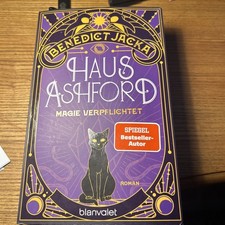 BENEDICT JACKA
HAUS
ASHFORD
MAGIE VERPFLICHTET
SPIEGEL
Bestseller-
Autor
ROMAN
blanvalet